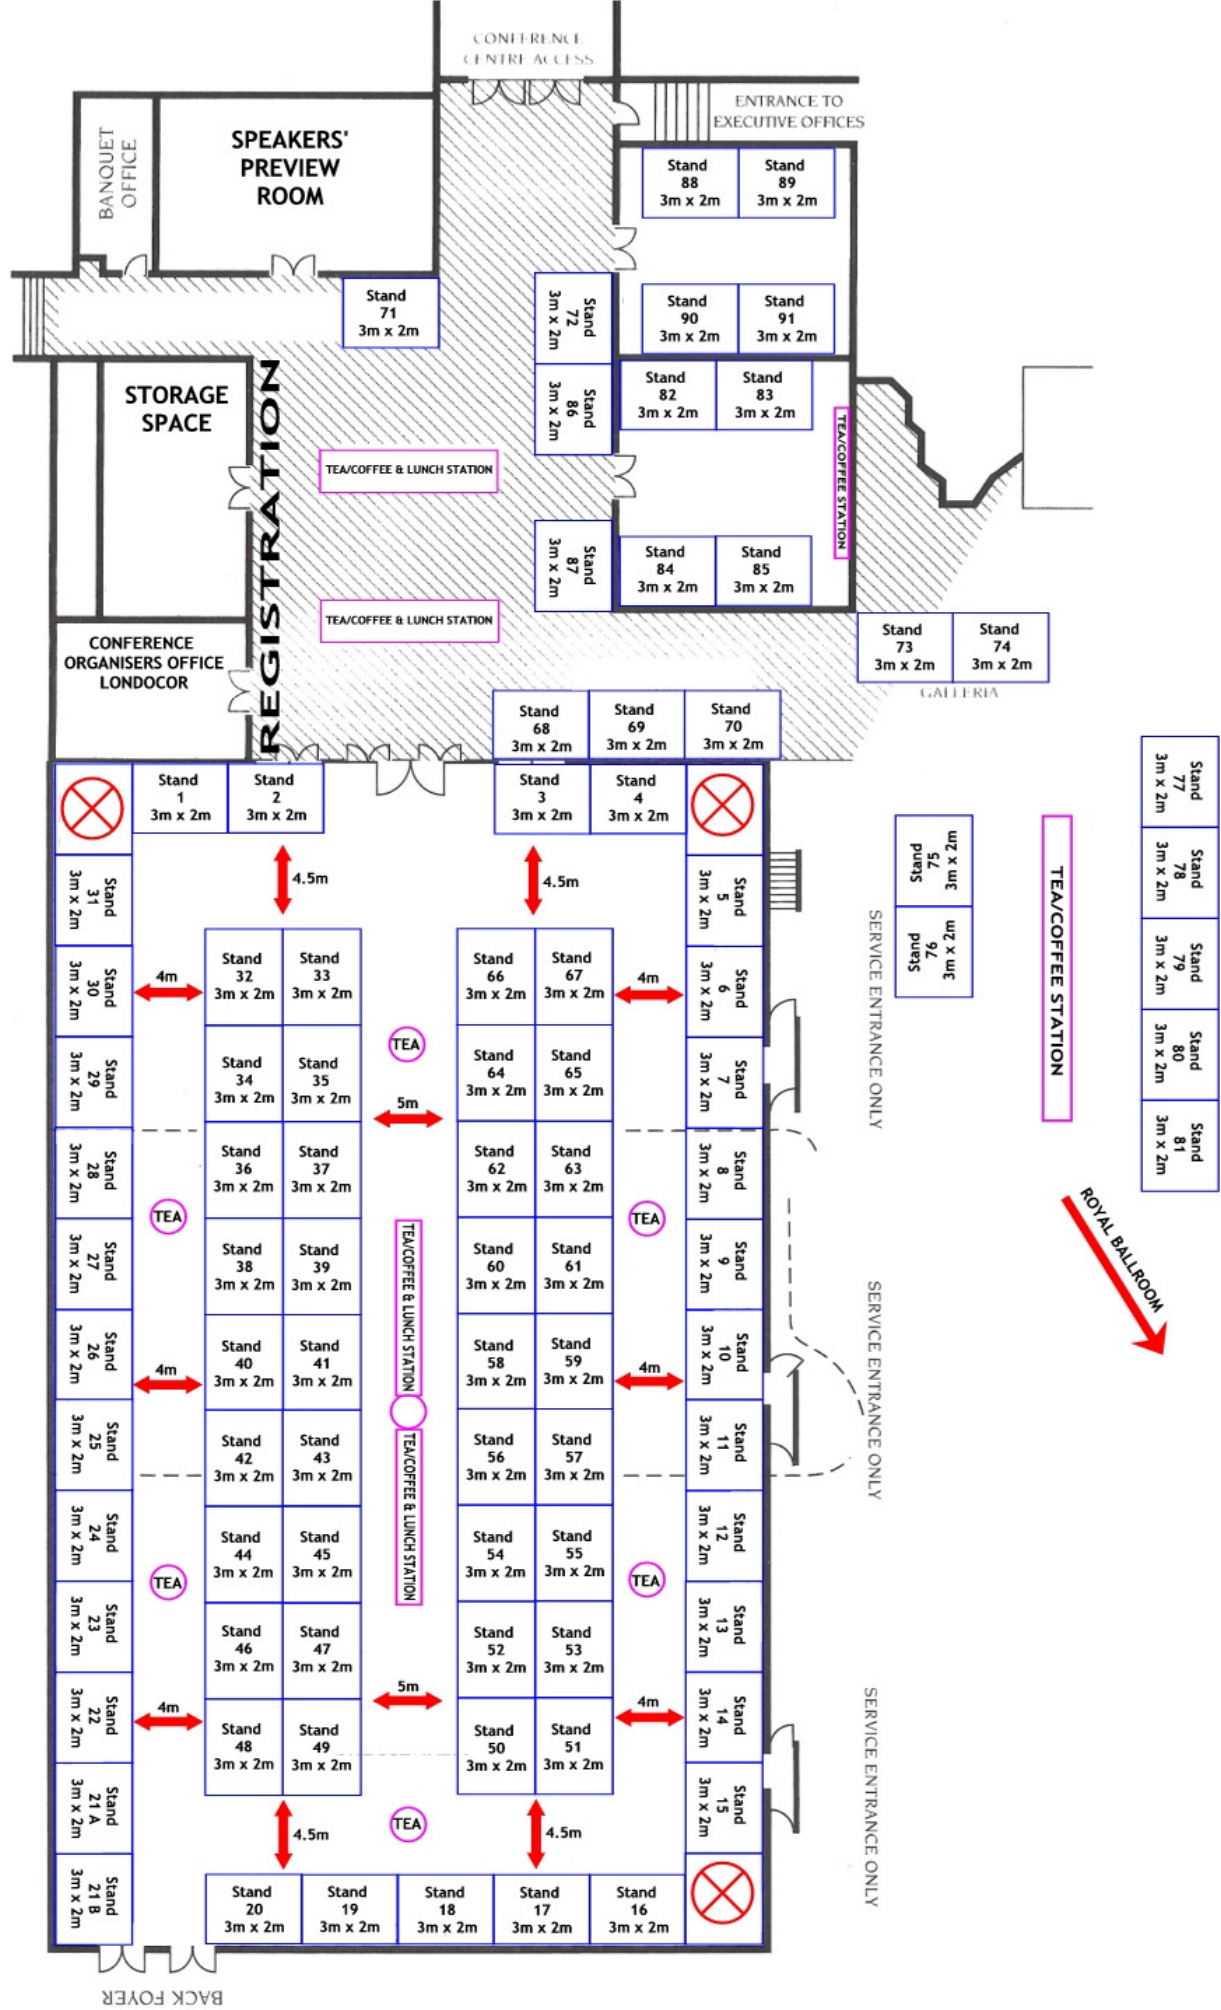 CONFERENCE
CENTRE ACCESS
ENTRANCE TO
EXECUTIVE OFFICES
BANQUET
OFFICE
SPEAKERS'
PREVIEW
ROOM
Stand
88
3m x 2m
Stand
89
3m x 2m
Stand
71
3m x 2m
Stand
72
3m x 2m
Stand
90
3m x 2m
Stand
91
3m x 2m
STORAGE
SPACE
REGISTRATION
Stand
86
3m x 2m
Stand
82
3m x 2m
Stand
83
3m x 2m
TEA/COFFEE STATION
TEA/COFFEE & LUNCH STATION
Stand
87
3m x 2m
Stand
84
3m x 2m
Stand
85
3m x 2m
TEA/COFFEE & LUNCH STATION
CONFERENCE
ORGANISERS OFFICE
LONDOCOR
Stand
73
3m x 2m
Stand
74
3m x 2m
GALLERIA
Stand
68
3m x 2m
Stand
69
3m x 2m
Stand
70
3m x 2m
Stand
1
3m x 2m
Stand
2
3m x 2m
Stand
3
3m x 2m
Stand
4
3m x 2m
Stand
77
3m x 2m
Stand
78
3m x 2m
Stand
79
3m x 2m
Stand
80
3m x 2m
Stand
81
3m x 2m
Stand
75
3m x 2m
Stand
76
3m x 2m
TEA/COFFEE STATION
ROYAL BALLROOM
4.5m
4.5m
Stand
31
3m x 2m
Stand
5
3m x 2m
Stand
30
3m x 2m
4m
Stand
32
3m x 2m
Stand
33
3m x 2m
Stand
66
3m x 2m
Stand
67
3m x 2m
4m
Stand
6
3m x 2m
SERVICE ENTRANCE ONLY
TEA
Stand
29
3m x 2m
Stand
34
3m x 2m
Stand
35
3m x 2m
5m
Stand
64
3m x 2m
Stand
65
3m x 2m
Stand
7
3m x 2m
Stand
28
3m x 2m
Stand
36
3m x 2m
Stand
37
3m x 2m
Stand
62
3m x 2m
Stand
63
3m x 2m
Stand
8
3m x 2m
TEA
TEA
Stand
27
3m x 2m
Stand
38
3m x 2m
Stand
39
3m x 2m
TEA/COFFEE & LUNCH STATION
Stand
60
3m x 2m
Stand
61
3m x 2m
Stand
9
3m x 2m
Stand
26
3m x 2m
4m
Stand
40
3m x 2m
Stand
41
3m x 2m
Stand
58
3m x 2m
Stand
59
3m x 2m
4m
Stand
10
3m x 2m
SERVICE ENTRANCE ONLY
Stand
25
3m x 2m
Stand
42
3m x 2m
Stand
43
3m x 2m
TEA/COFFEE & LUNCH STATION
Stand
56
3m x 2m
Stand
57
3m x 2m
Stand
11
3m x 2m
Stand
24
3m x 2m
TEA
Stand
44
3m x 2m
Stand
45
3m x 2m
Stand
54
3m x 2m
Stand
55
3m x 2m
TEA
Stand
12
3m x 2m
Stand
23
3m x 2m
Stand
46
3m x 2m
Stand
47
3m x 2m
Stand
52
3m x 2m
Stand
53
3m x 2m
Stand
13
3m x 2m
Stand
22
3m x 2m
4m
Stand
48
3m x 2m
Stand
49
3m x 2m
5m
Stand
50
3m x 2m
Stand
51
3m x 2m
4m
Stand
14
3m x 2m
SERVICE ENTRANCE ONLY
Stand
21 A
3m x 2m
4.5m
TEA
4.5m
Stand
15
3m x 2m
Stand
21 B
3m x 2m
Stand
20
3m x 2m
Stand
19
3m x 2m
Stand
18
3m x 2m
Stand
17
3m x 2m
Stand
16
3m x 2m
BACK FOYER